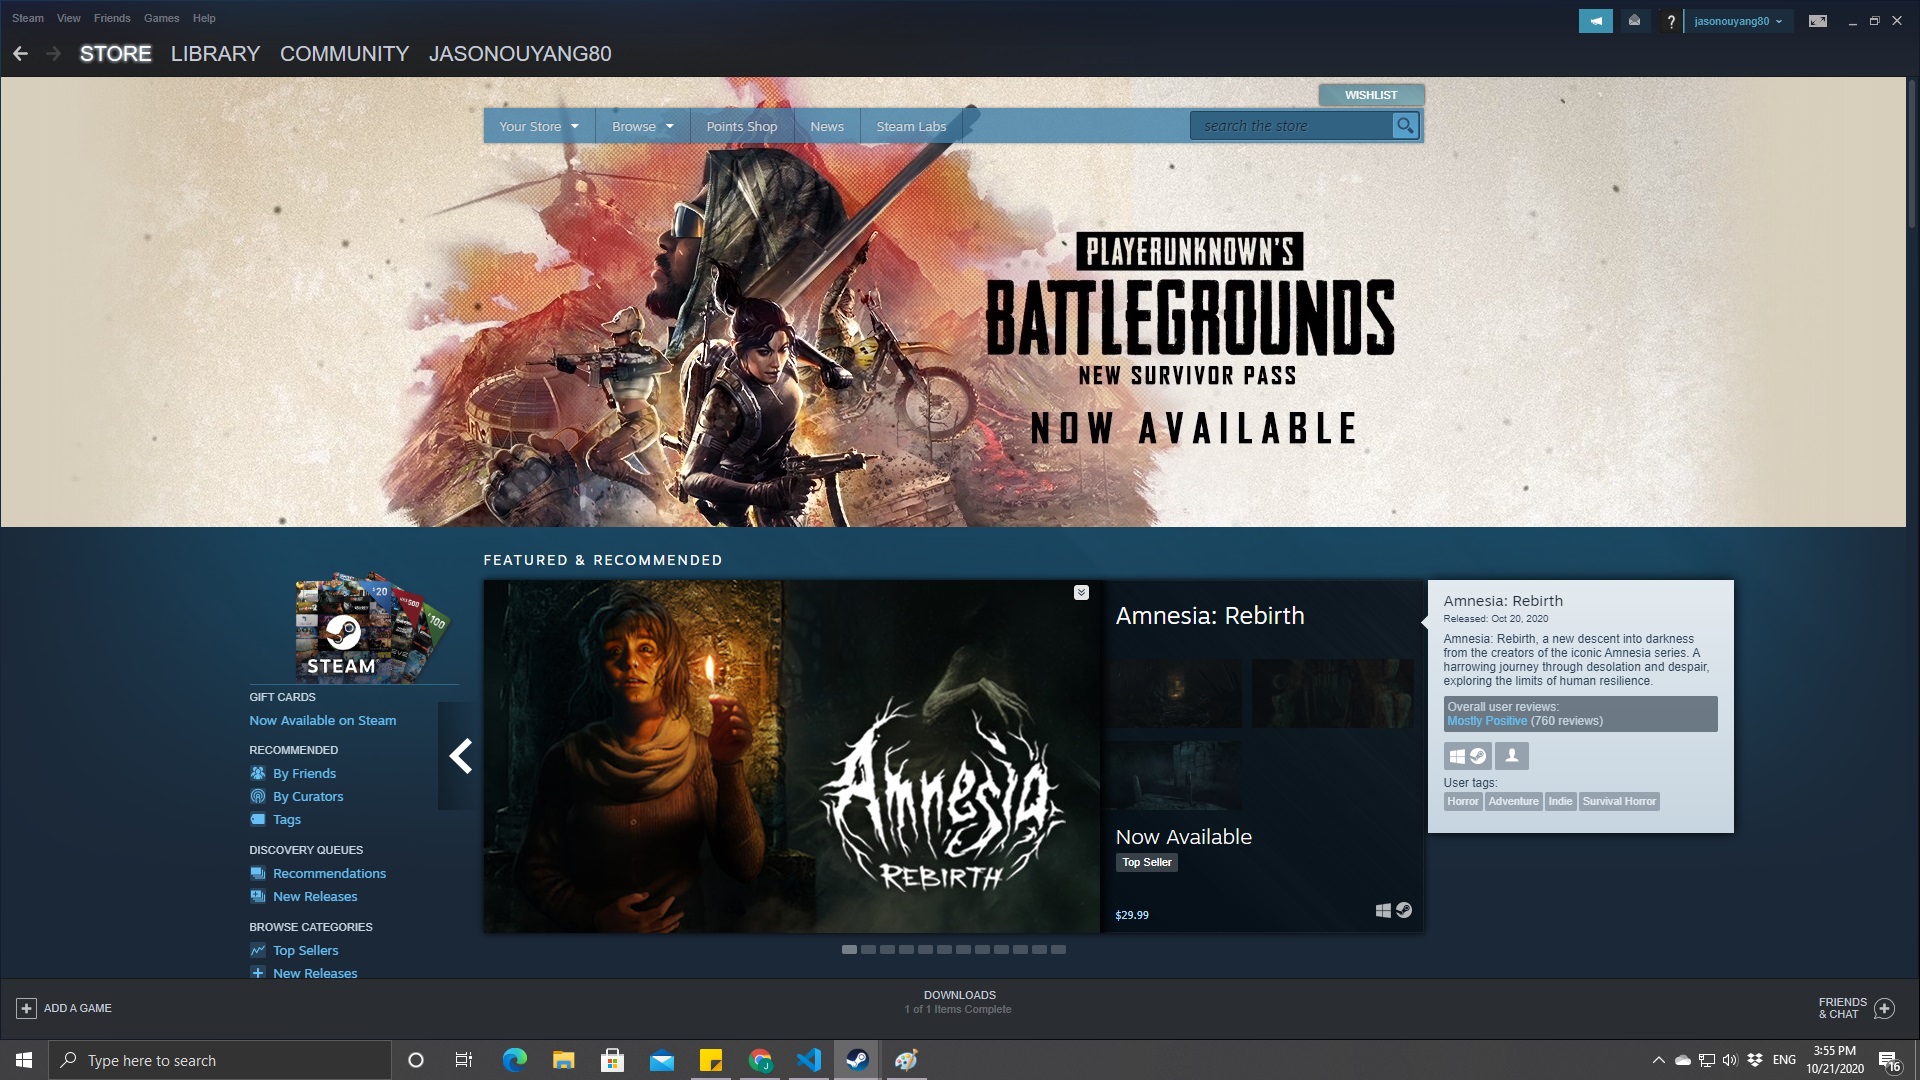 Steam View Friends Games Help
? jasonouyang80
STORE LIBRARY COMMUNITY JASONOUYANG80
WISHLIST
Your Store Browse Points Shop News Steam Labs search the store
PLAYERUNKNOWN'S
BATTLEGROUNDS
NEW SURVIVOR PASS
NOW AVAILABLE
FEATURED & RECOMMENDED
$20
500
100
STEAM
GIFT CARDS
Now Available on Steam
RECOMMENDED
By Friends
By Curators
Tags
DISCOVERY QUEUES
Recommendations
New Releases
BROWSE CATEGORIES
Top Sellers
New Releases
Amnesia
REBIRTH
Amnesia: Rebirth
Now Available
Top Seller
$29.99
Amnesia: Rebirth
Released: Oct 20, 2020
Amnesia: Rebirth, a new descent into darkness
from the creators of the iconic Amnesia series. A
harrowing journey through desolation and despair,
exploring the limits of human resilience.
Overall user reviews:
Mostly Positive (760 reviews)
User tags:
Horror Adventure Indie Survival Horror
ADD A GAME
DOWNLOADS
1 of 1 Items Complete
FRIENDS
& CHAT
Type here to search
J
ENG
3:55 PM
10/21/2020
16